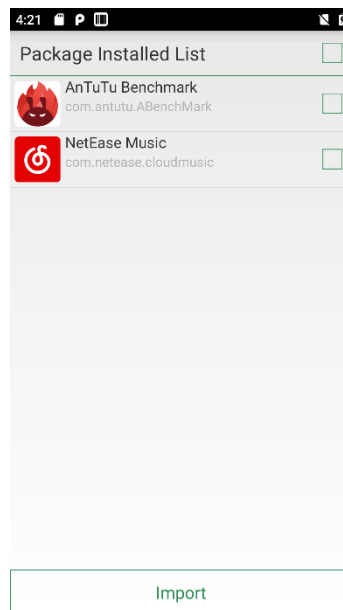 4:21
Package Installed List
AnTuTu Benchmark
com.antutu.ABenchMark
NetEase Music
com.netease.cloudmusic
Import